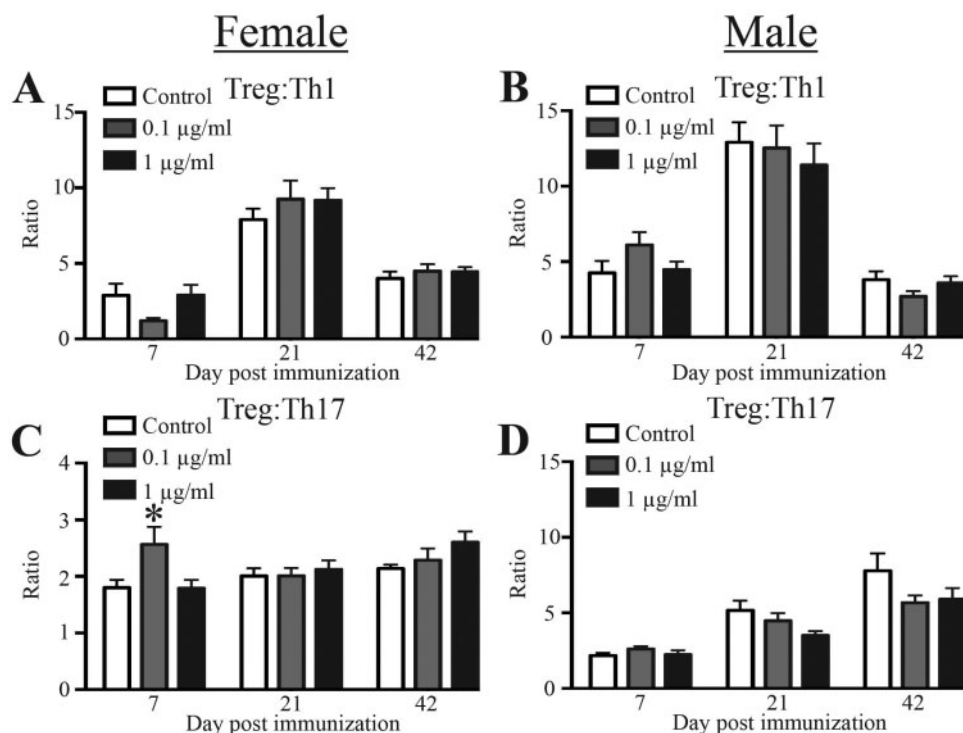 Female
Male
A
Treg:Th1
Control
0.1 µg/ml
1 µg/ml
15
10
5
0
Ratio
7
21
42
Day post immunization
B
Treg:Th1
Control
0.1 µg/ml
1 µg/ml
15
10
5
0
Ratio
7
21
42
Day post immunization
C
Treg:Th17
Control
0.1 µg/ml
1 µg/ml
4
3
2
1
0
Ratio
*
7
21
42
Day post immunization
D
Treg:Th17
Control
0.1 µg/ml
1 µg/ml
15
10
5
0
Ratio
7
21
42
Day post immunization